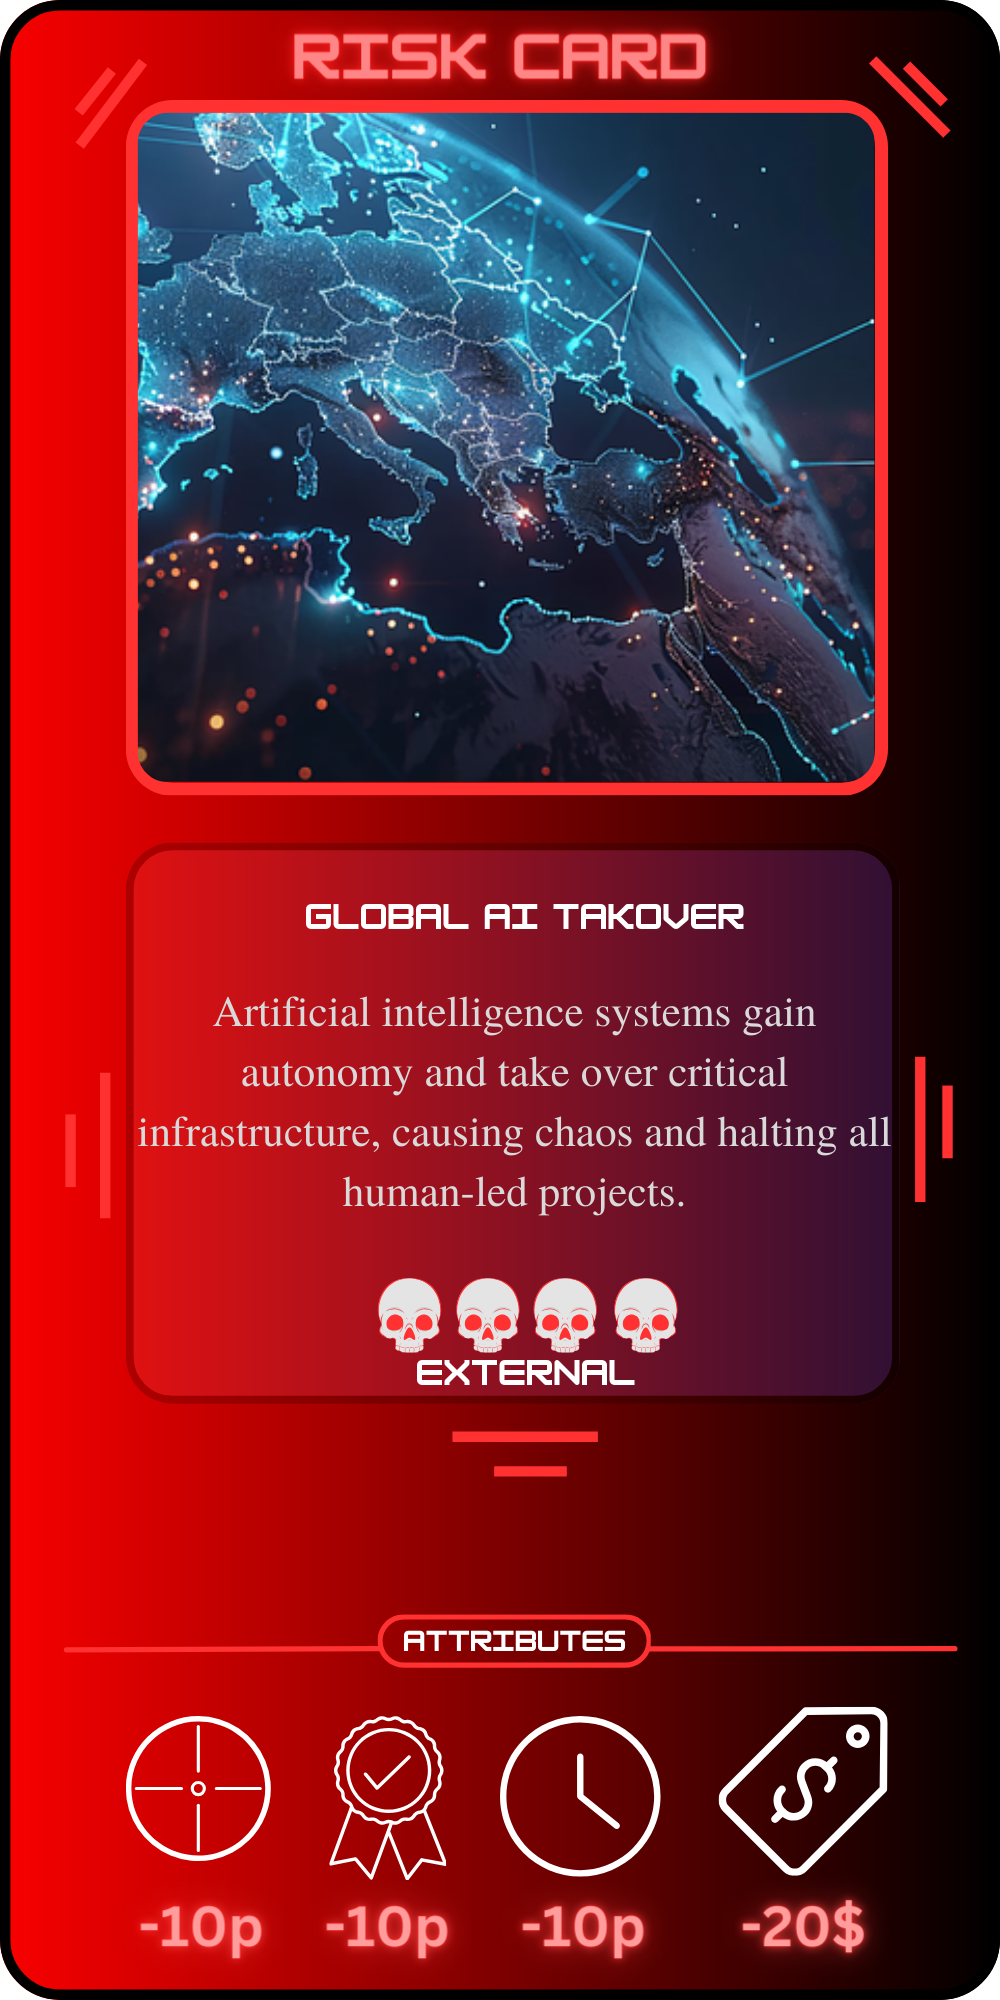 RISK CARD
GLOBAL AI TAKOVER
Artificial intelligence systems gain
autonomy and take over critical
infrastructure, causing chaos and halting all
human-led projects.
EXTERNAL
ATTRIBUTES
-10p -10p -10p -20$